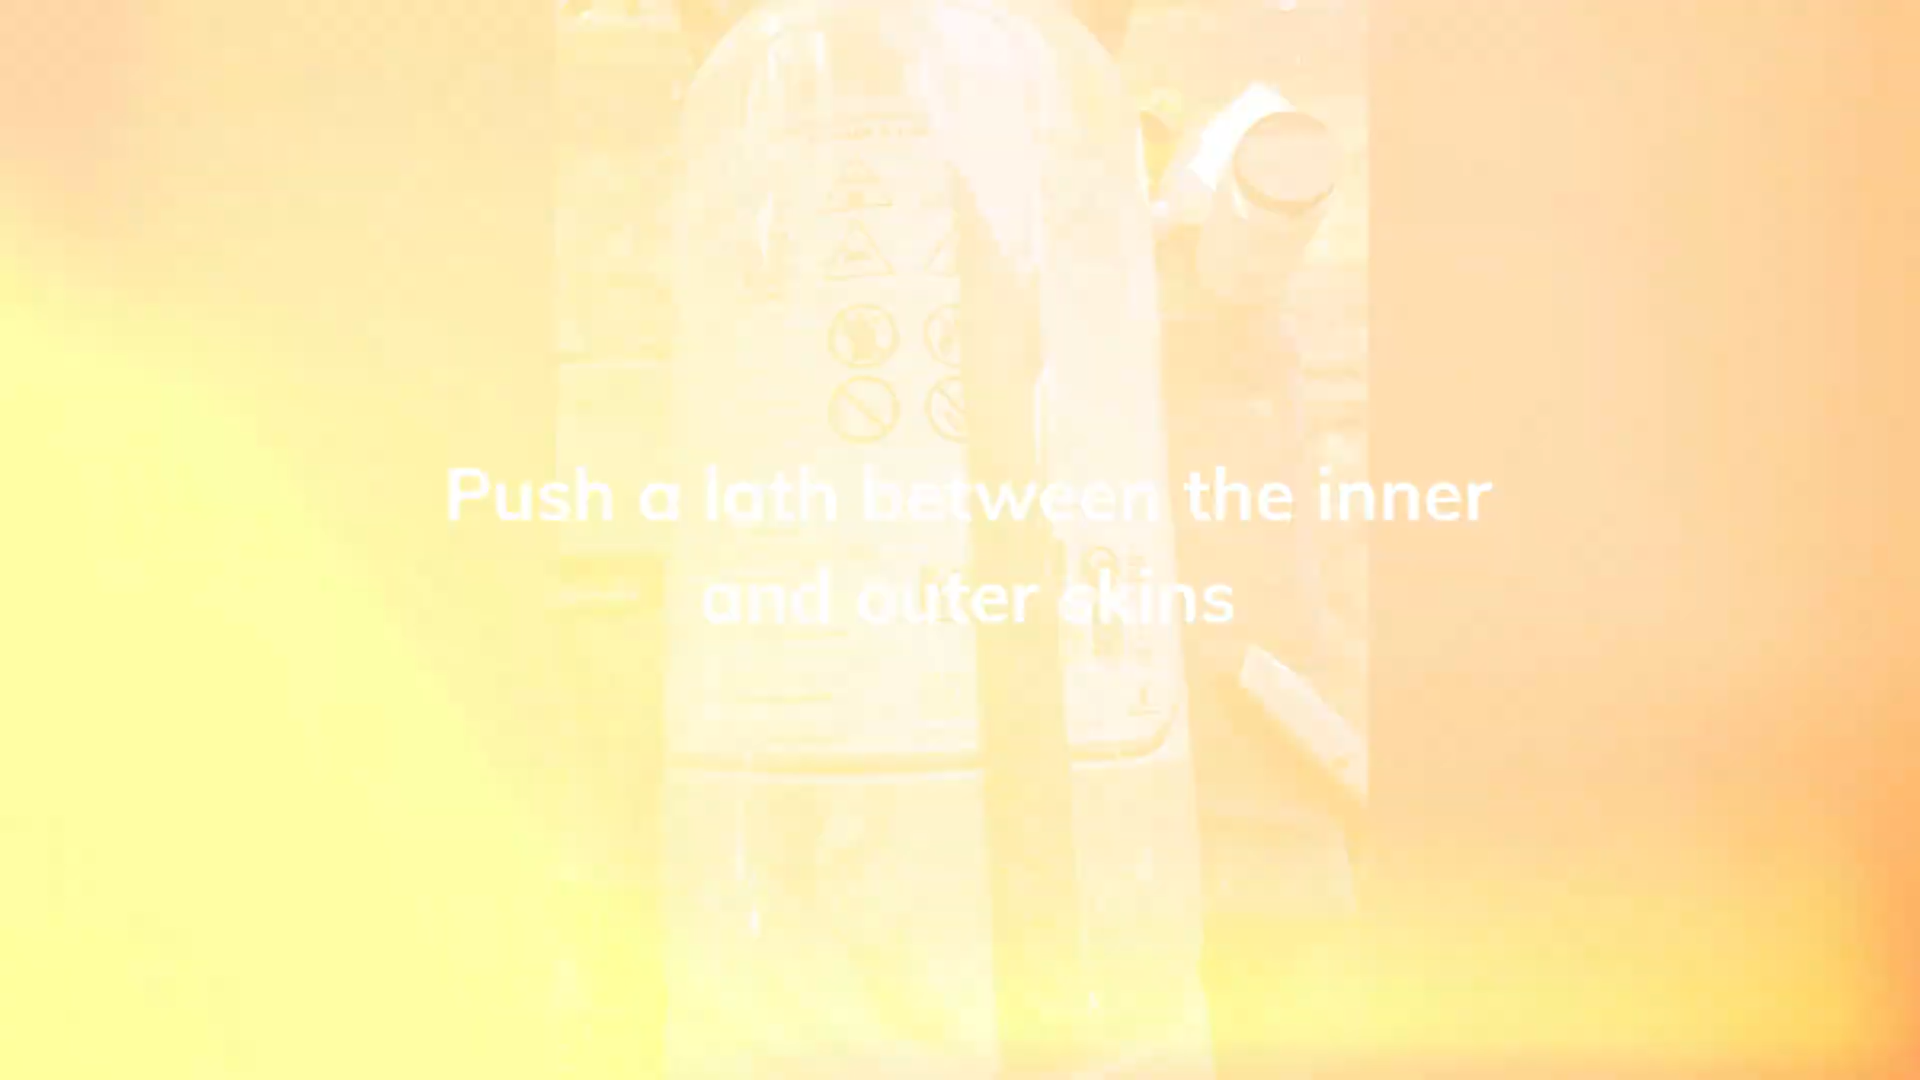 Push a lath between the inner
and outer skins